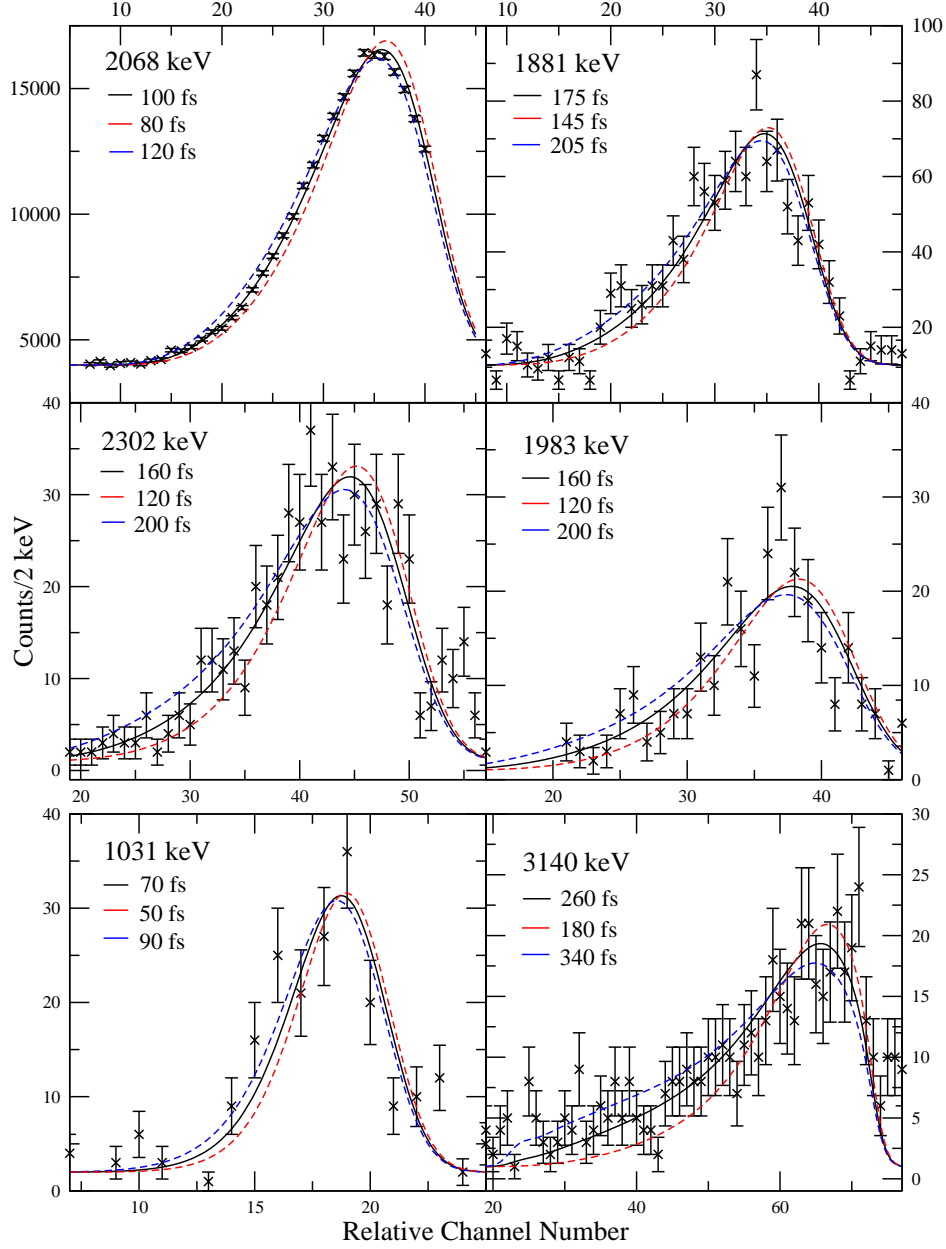 10 20 30 40
10 20 30 40
2068 keV
100 fs
80 fs
120 fs
15000
10000
5000
1881 keV
175 fs
145 fs
205 fs
100
80
60
40
20
40
2302 keV
160 fs
120 fs
200 fs
30
20
10
0
20 30 40 50
1983 keV
160 fs
120 fs
200 fs
30
20
10
0
20 30 40
1031 keV
70 fs
50 fs
90 fs
40
30
20
10
0
10 15 20
3140 keV
260 fs
180 fs
340 fs
30
25
20
15
10
5
0
20 40 60
Counts/2 keV
Relative Channel Number